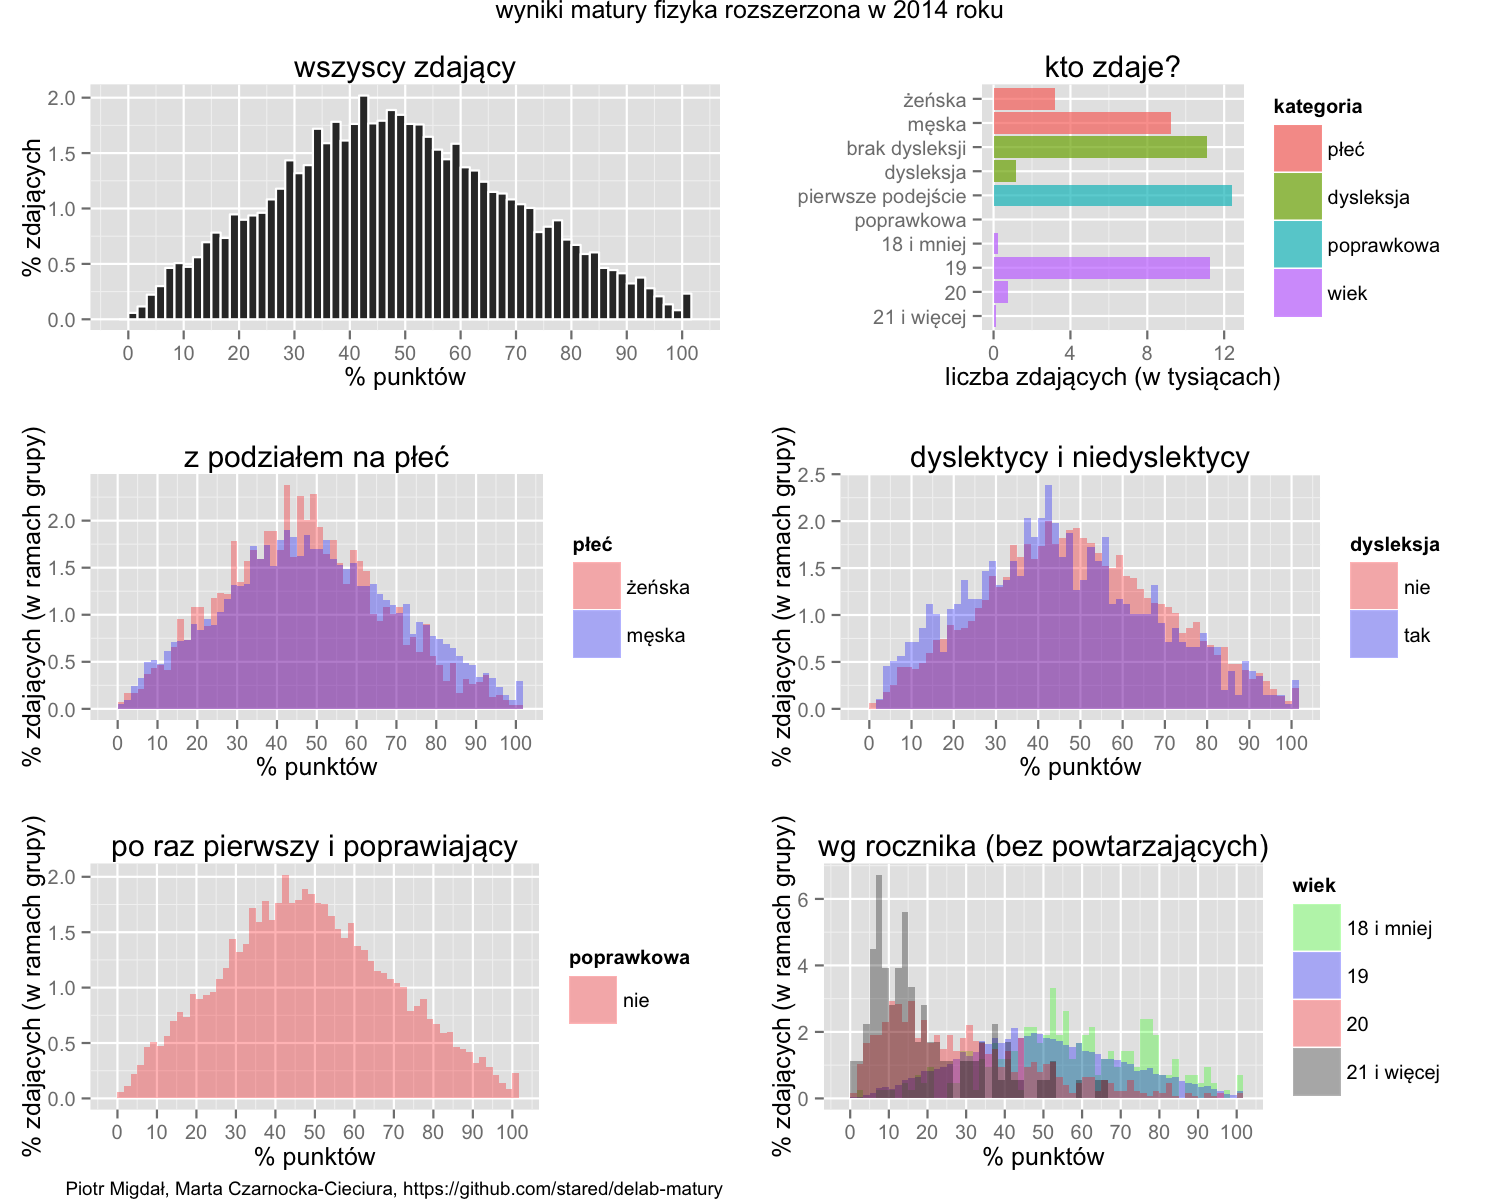 wyniki matury fizyka rozszerzona w 2014 roku
wszyscy zdający
% zdających
2.0
1.5
1.0
0.5
0.0
0 10 20 30 40 50 60 70 80 90 100
% punktów
kto zdaje?
żeńska
męska
brak dysleksji
dysleksja
pierwsze podejście
poprawkowa
18 i mniej
19
20
21 i więcej
0 4 8 12
liczba zdających (w tysiącach)
kategoria
płeć
dysleksja
poprawkowa
wiek
z podziałem na płeć
% zdających (w ramach grupy)
2.0
1.5
1.0
0.5
0.0
0 10 20 30 40 50 60 70 80 90 100
% punktów
płeć
żeńska
męska
dyslektycy i niedyslektycy
% zdających (w ramach grupy)
2.5
2.0
1.5
1.0
0.5
0.0
0 10 20 30 40 50 60 70 80 90 100
% punktów
dysleksja
nie
tak
po raz pierwszy i poprawiający
% zdających (w ramach grupy)
2.0
1.5
1.0
0.5
0.0
0 10 20 30 40 50 60 70 80 90 100
% punktów
poprawkowa
nie
wg rocznika (bez powtarzających)
% zdających (w ramach grupy)
6
4
2
0
0 10 20 30 40 50 60 70 80 90 100
% punktów
wiek
18 i mniej
19
20
21 i więcej
Piotr Migdał, Marta Czarnocka-Cieciura, https://github.com/stared/delab-matury